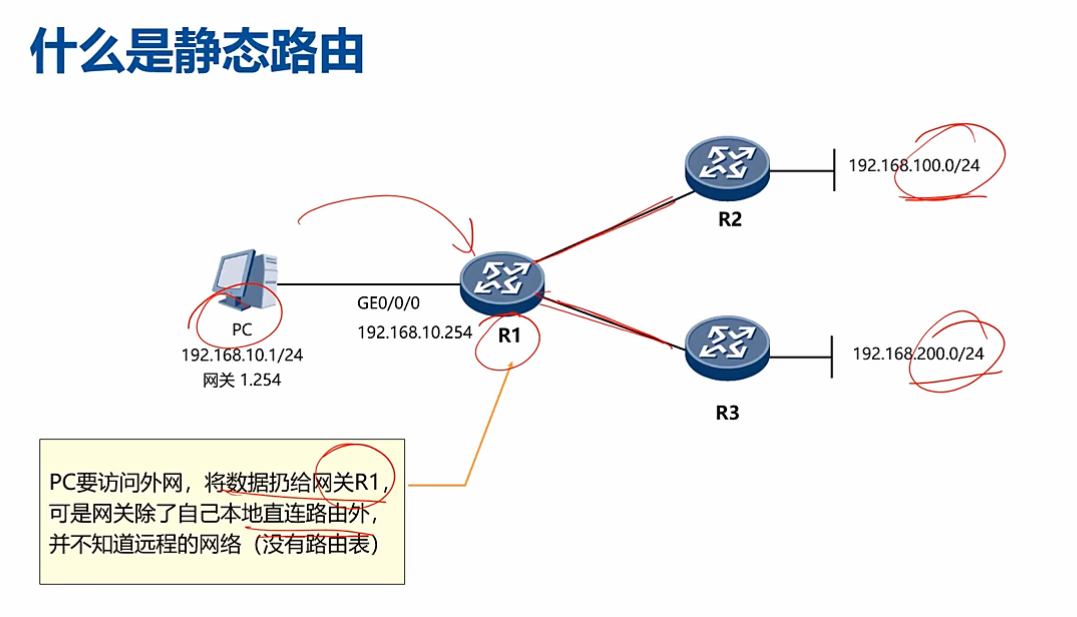 什么是静态路由
192.168.100.0/24
R2
GE0/0/0
192.168.10.254
R1
PC
192.168.10.1/24
网关 1.254
192.168.200.0/24
R3
PC要访问外网，将数据扔给网关R1，
可是网关除了自己本地直连路由外，
并不知道远程的网络（没有路由表）